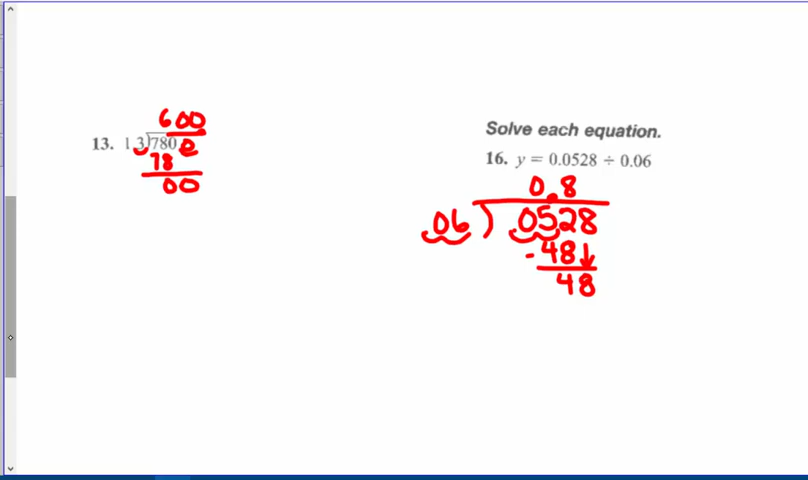 600
13. 1.3)780.0
78
00
Solve each equation.
16. y = 0.0528 ÷ 0.06
0.8
.06 ) .0528
- 48↓
48